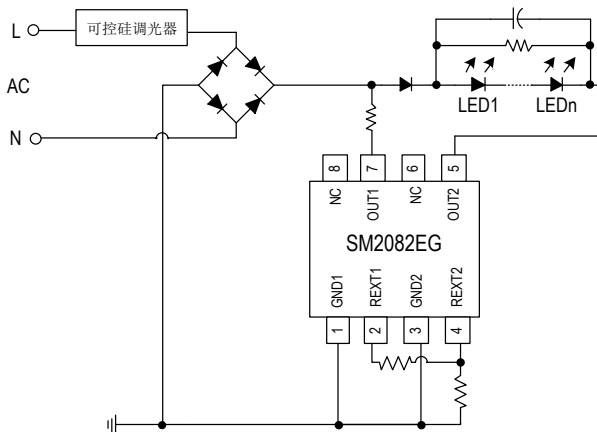 L
可控硅调光器
AC
LED1
LEDn
N
8
7
6
5
NC
OUT1
NC
OUT2
SM2082EG
GND1
REXT1
GND2
REXT2
1
2
3
4